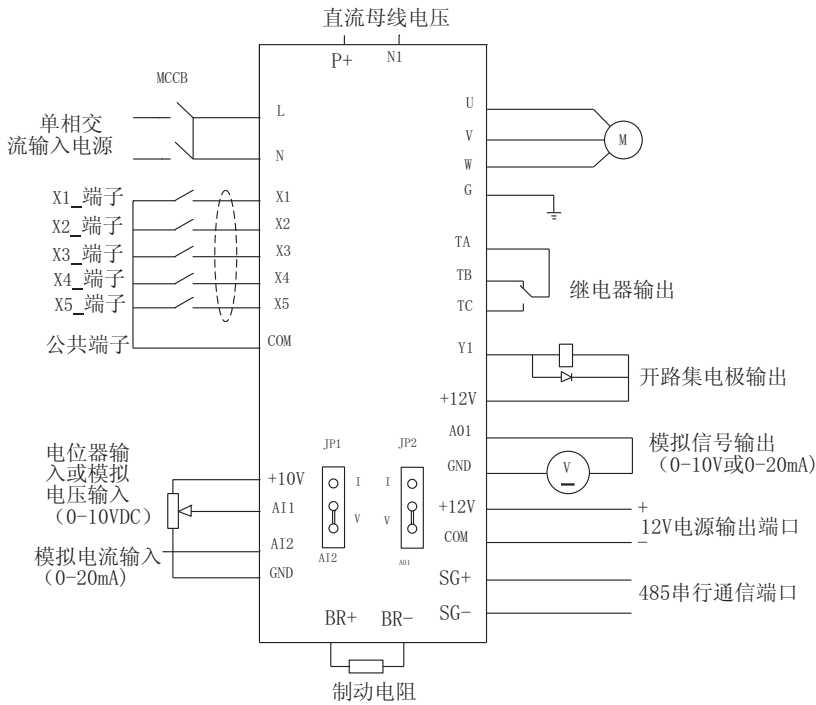 直流母线电压
P+
N1
MCCB
L
单相交
流输入电源
N
X1_端子
X1
X2_端子
X2
X3_端子
X3
X4_端子
X4
X5_端子
X5
公共端子
COM
U
V
W
M
G
TA
TB
TC
继电器输出
Y1
+12V
开路集电极输出
A01
GND
V
模拟信号输出
(0-10V或0-20mA)
+12V
COM
+
12V电源输出端口
-
SG+
SG-
485串行通信端口
JP1
I
V
AI2
JP2
I
V
A01
电位器输
入或模拟
电压输入
(0-10VDC)
+10V
AI1
AI2
模拟电流输入
(0-20mA)
GND
BR+
BR-
制动电阻